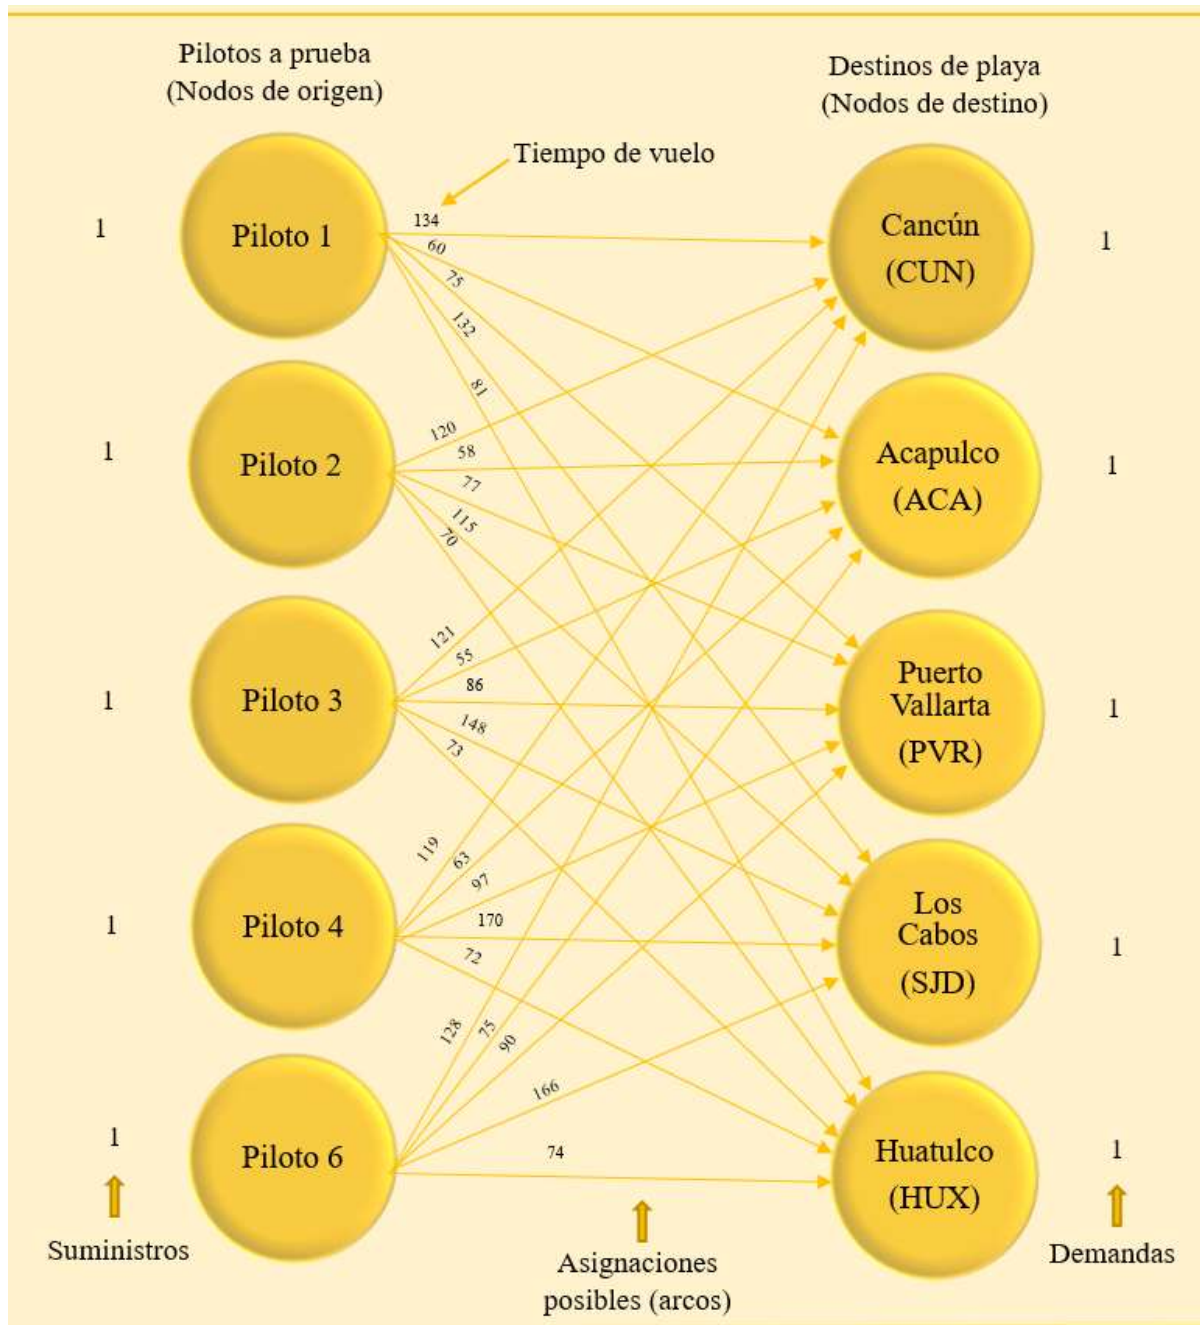 Pilotos a prueba
(Nodos de origen)
Destinos de playa
(Nodos de destino)
Tiempo de vuelo
1
Piloto 1
134
60
75
132
81
Cancún
(CUN)
1
1
Piloto 2
120
58
77
115
70
Acapulco
(ACA)
1
1
Piloto 3
121
55
86
148
73
Puerto
Vallarta
(PVR)
1
1
Piloto 4
119
63
97
170
72
Los
Cabos
(SJD)
1
1
Piloto 6
128
75
90
166
74
Huatulco
(HUX)
1
Suministros
Asignaciones
posibles (arcos)
Demandas